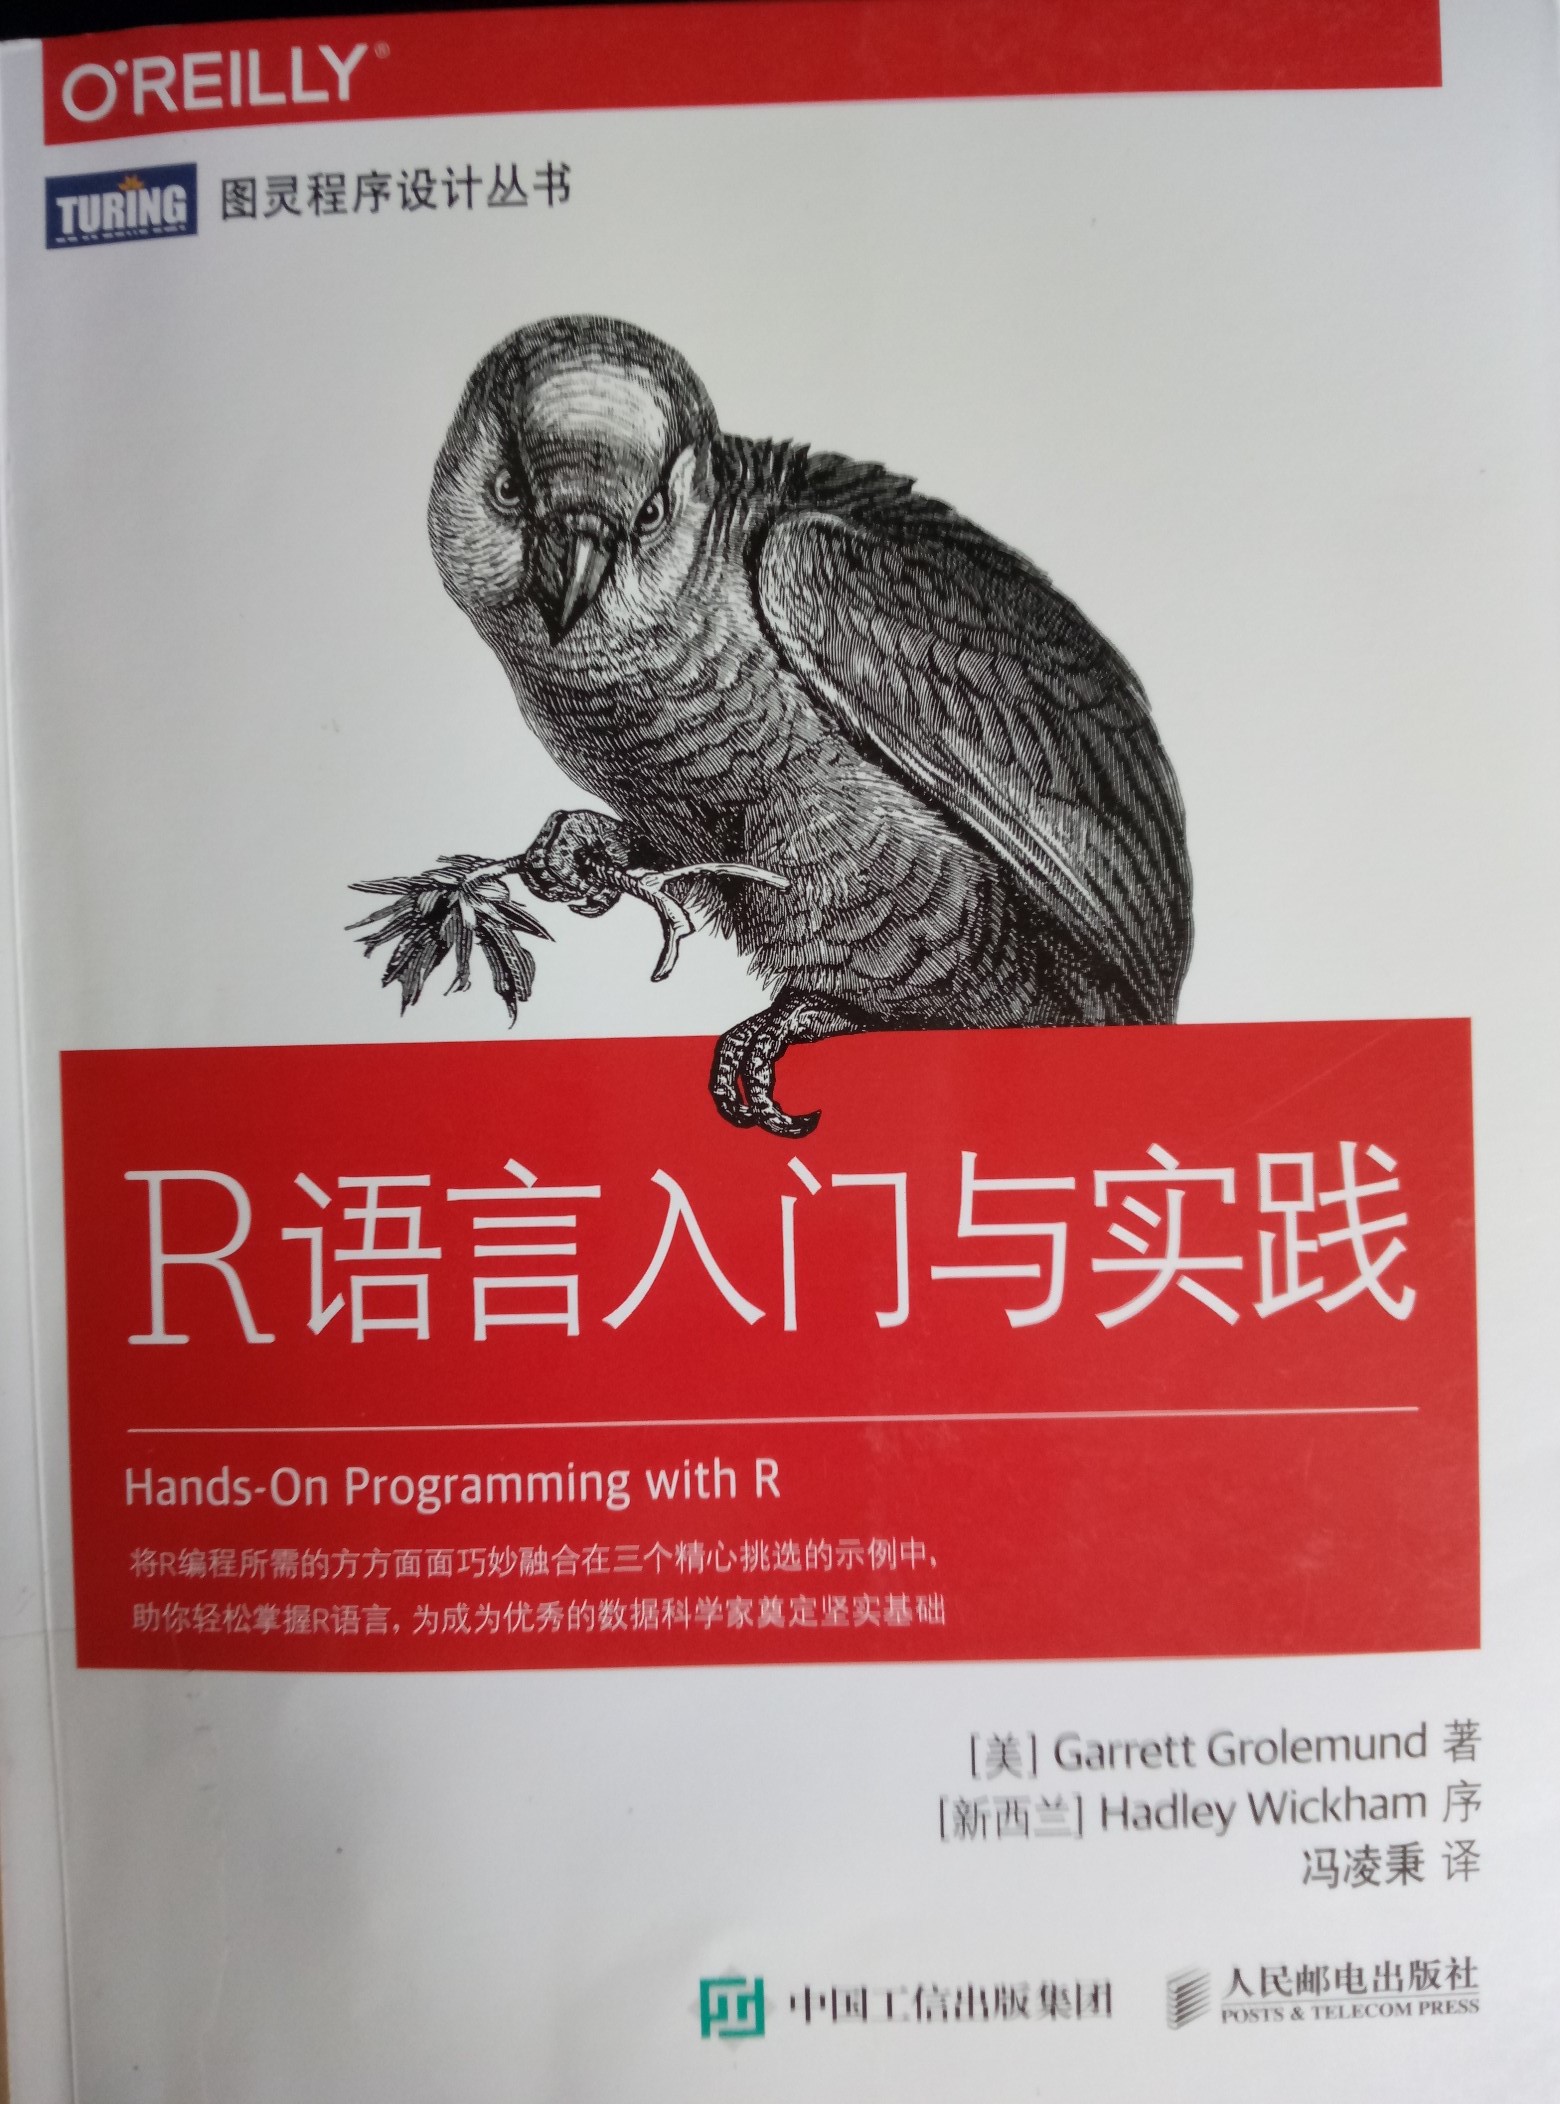 O'REILLY®
TURING
图灵程序设计丛书
R语言入门与实践
Hands-On Programming with R
将R编程所需的方方面面巧妙融合在三个精心挑选的示例中，
助你轻松掌握R语言，为成为优秀的数据科学家奠定坚实基础
[美] Garrett Grolemund 著
[新西兰] Hadley Wickham 序
冯凌秉 译
中国工信出版集团
人民邮电出版社
POSTS & TELECOM PRESS